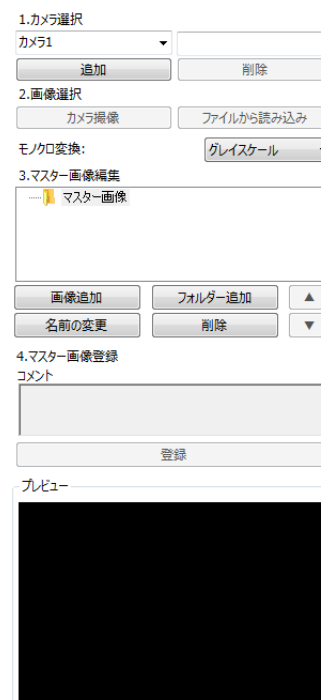 1.カメラ選択
カメラ1
追加 削除
2.画像選択
カメラ撮像 ファイルから読み込み
モノクロ変換: グレイスケール
3.マスター画像編集
マスター画像
画像追加 フォルダー追加 ▲
名前の変更 削除 ▼
4.マスター画像登録
コメント
登録
プレビュー